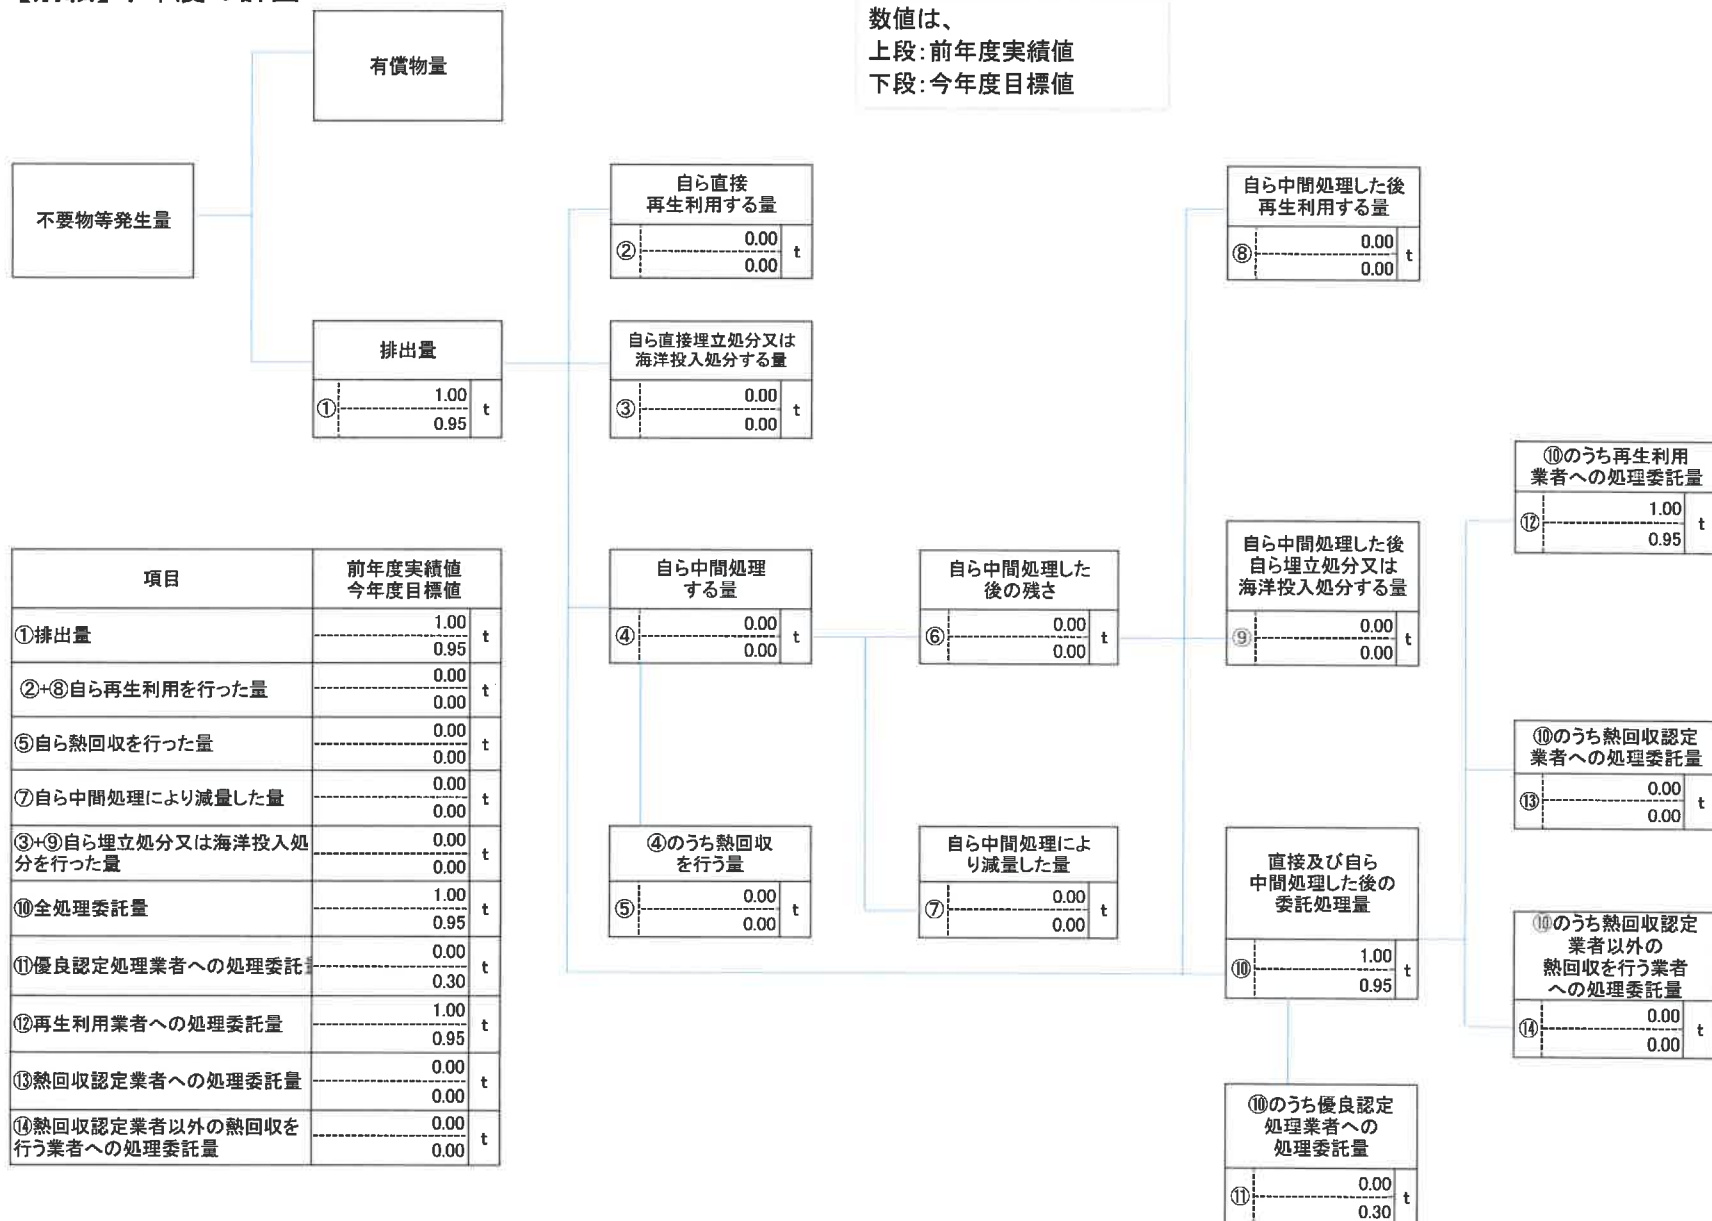 数値は、
上段:前年度実績値
下段:今年度目標値
有償物量
不要物等発生量
排出量
①
1.00
0.95
t
自ら直接
再生利用する量
②
0.00
0.00
t
自ら直接埋立処分又は
海洋投入処分する量
③
0.00
0.00
t
自ら中間処理
する量
④
0.00
0.00
t
④のうち熱回収
を行う量
⑤
0.00
0.00
t
自ら中間処理した
後の残さ
⑥
0.00
0.00
t
自ら中間処理によ
り減量した量
⑦
0.00
0.00
t
自ら中間処理した後
再生利用する量
⑧
0.00
0.00
t
自ら中間処理した後
自ら埋立処分又は
海洋投入処分する量
⑨
0.00
0.00
t
直接及び自ら
中間処理した後の
委託処理量
⑩
1.00
0.95
t
⑩のうち優良認定
処理業者への
処理委託量
⑪
0.00
0.30
t
⑩のうち再生利用
業者への処理委託量
⑫
1.00
0.95
t
⑩のうち熱回収認定
業者への処理委託量
⑬
0.00
0.00
t
⑩のうち熱回収認定
業者以外の
熱回収を行う業者
への処理委託量
⑭
0.00
0.00
t
項目
前年度実績値
今年度目標値
①排出量
1.00
0.95
t
②+⑧自ら再生利用を行った量
0.00
0.00
t
⑤自ら熱回収を行った量
0.00
0.00
t
⑦自ら中間処理により減量した量
0.00
0.00
t
③+⑨自ら埋立処分又は海洋投入処
分を行った量
0.00
0.00
t
⑩全処理委託量
1.00
0.95
t
⑪優良認定処理業者への処理委託
0.00
0.30
t
⑫再生利用業者への処理委託量
1.00
0.95
t
⑬熱回収認定業者への処理委託量
0.00
0.00
t
⑭熱回収認定業者以外の熱回収を
行う業者への処理委託量
0.00
0.00
t